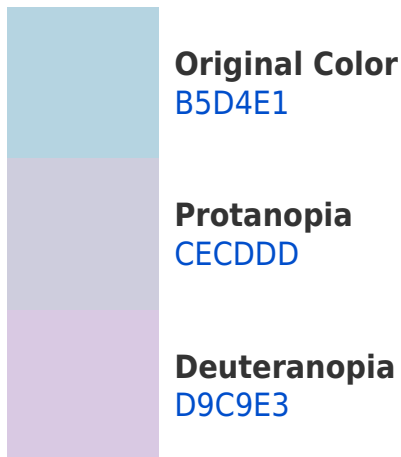 Original Color
B5D4E1
Protanopia
CECDDD
Deuteranopia
D9C9E3